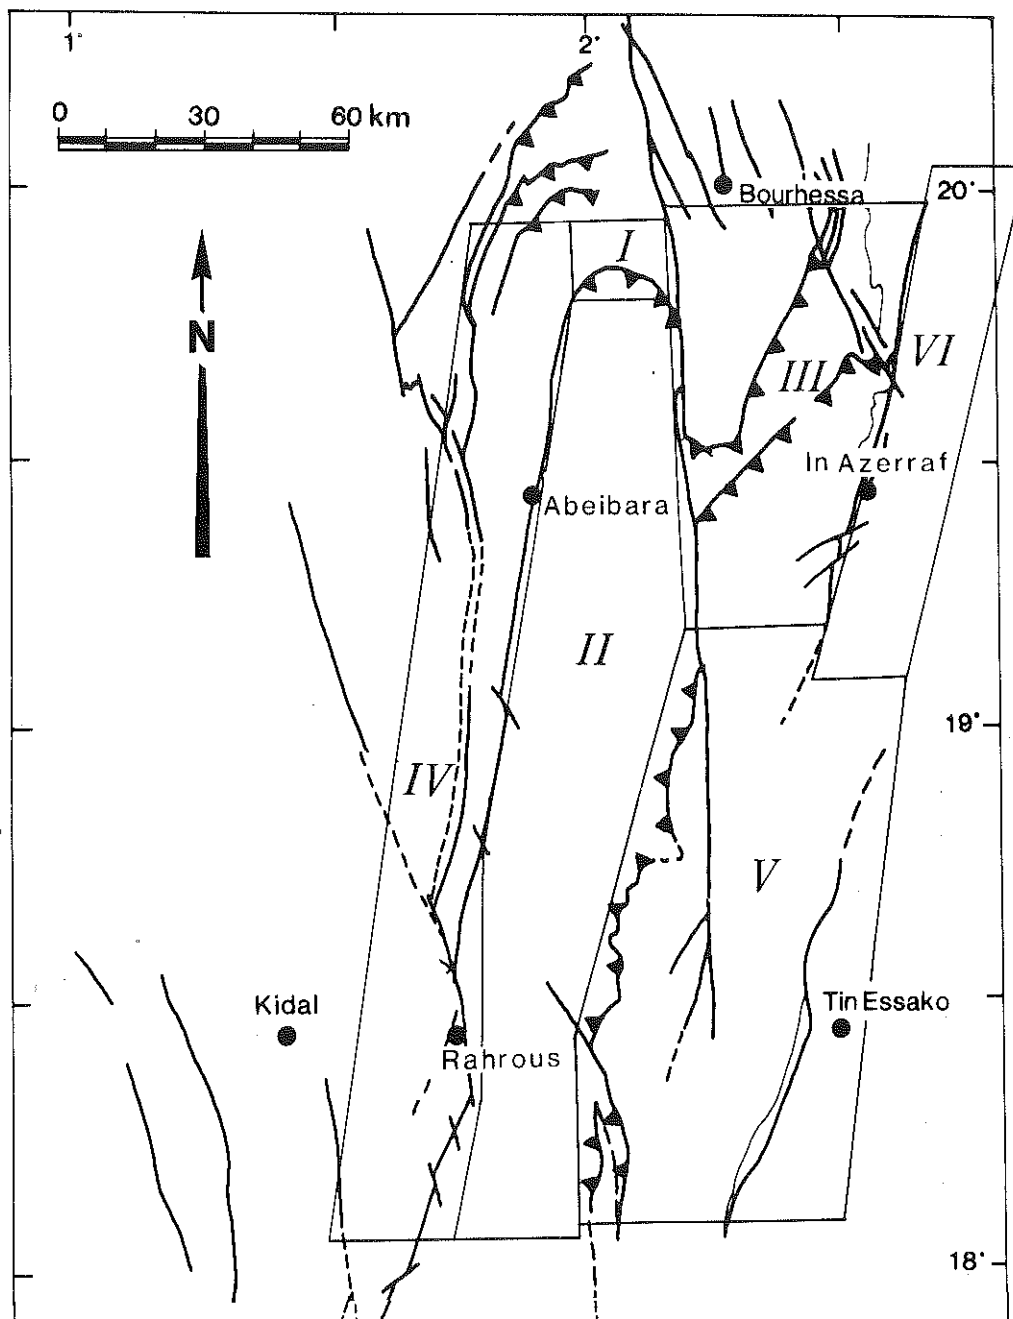 1°
2°
0 30 60 km
Bourhessa
20°
I
N
III
VI
In Azerraf
Abeibara
II
19°
IV
V
Kidal
Tin Essako
Rahrous
18°